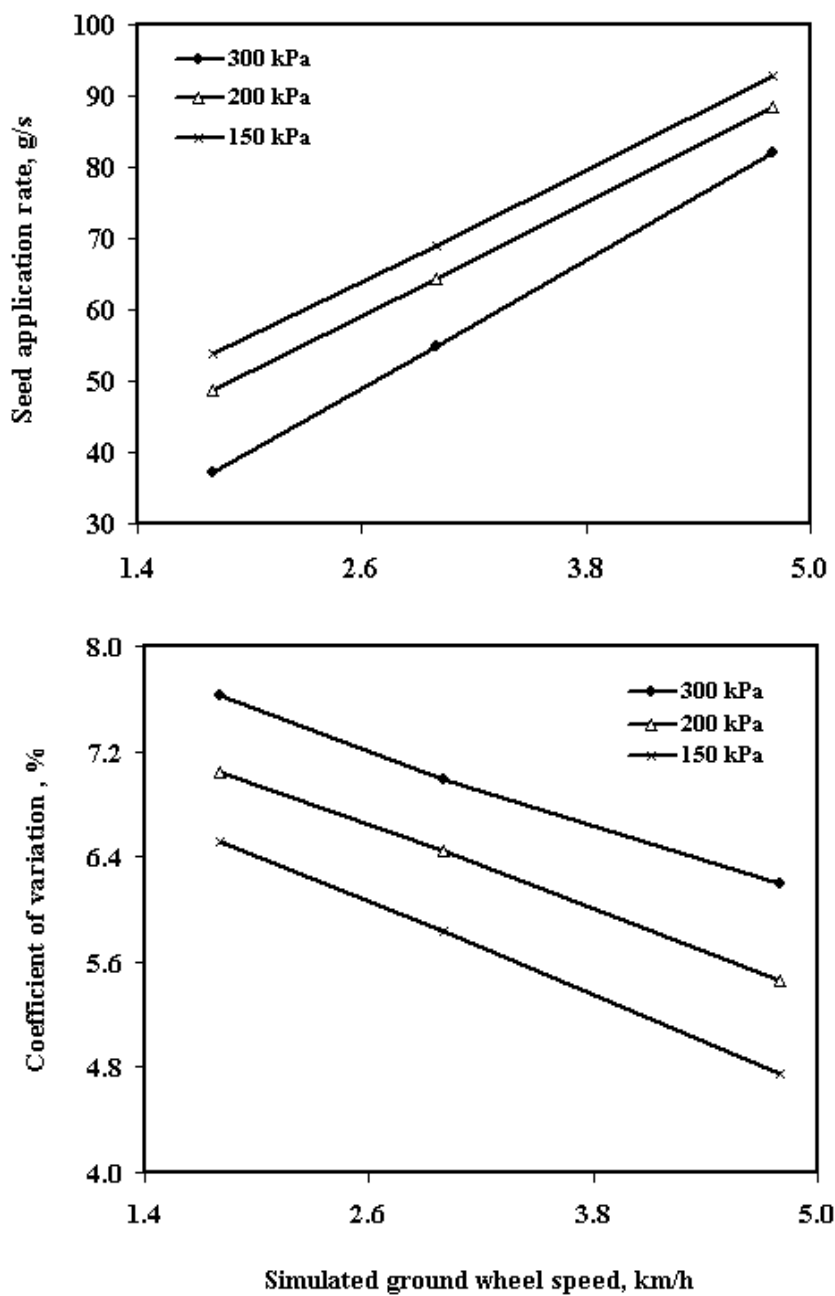 100
90
80
70
60
50
40
30
Seed application rate, g/s
300 kPa
200 kPa
150 kPa
1.4 2.6 3.8 5.0
8.0
7.2
6.4
5.6
4.8
4.0
Coefficient of variation , %
300 kPa
200 kPa
150 kPa
1.4 2.6 3.8 5.0
Simulated ground wheel speed, km/h